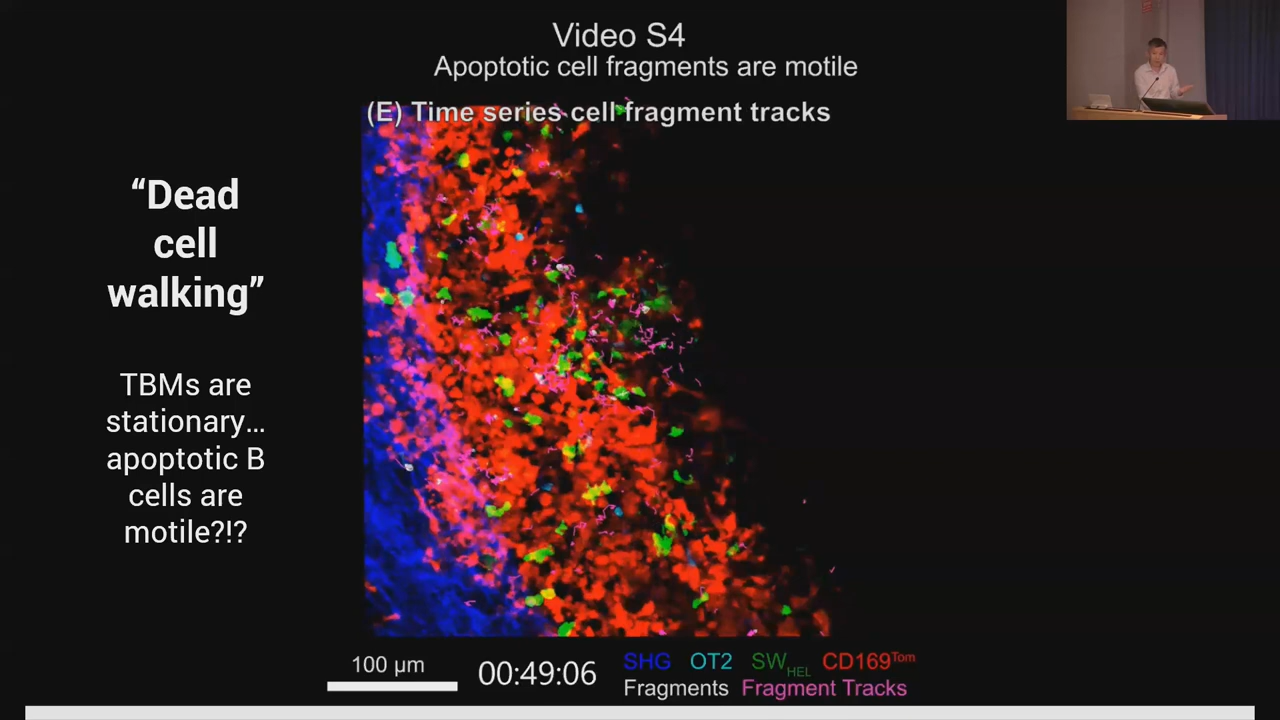 Video S4
Apoptotic cell fragments are motile
(E) Time series cell fragment tracks
“Dead
cell
walking”
TBMs are
stationary...
apoptotic B
cells are
motile?!?
100 µm
00:49:06
SHG OT2 SWHEL CD169Tom
Fragments Fragment Tracks